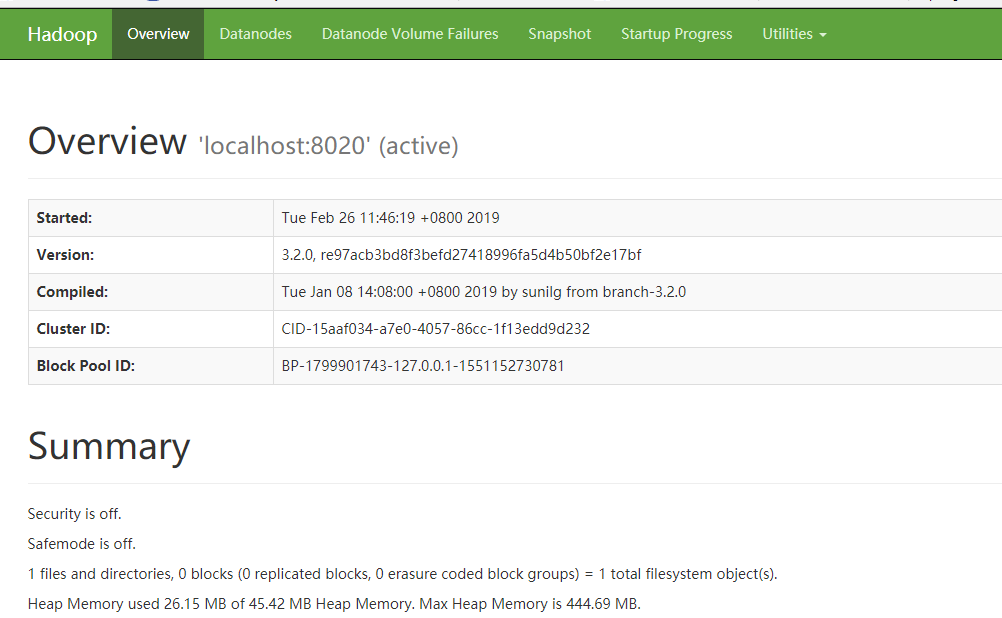 Hadoop Overview Datanodes Datanode Volume Failures Snapshot Startup Progress Utilities
Overview 'localhost:8020' (active)
Started: Tue Feb 26 11:46:19 +0800 2019
Version: 3.2.0, re97acb3bd8f3befd27418996fa5d4b50bf2e17bf
Compiled: Tue Jan 08 14:08:00 +0800 2019 by sunilg from branch-3.2.0
Cluster ID: CID-15aaf034-a7e0-4057-86cc-1f13edd9d232
Block Pool ID: BP-1799901743-127.0.0.1-1551152730781
Summary
Security is off.
Safemode is off.
1 files and directories, 0 blocks (0 replicated blocks, 0 erasure coded block groups) = 1 total filesystem object(s).
Heap Memory used 26.15 MB of 45.42 MB Heap Memory. Max Heap Memory is 444.69 MB.